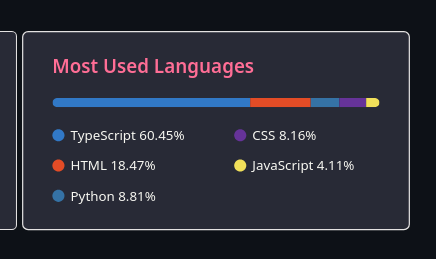 Most Used Languages
TypeScript 60.45%
HTML 18.47%
Python 8.81%
CSS 8.16%
JavaScript 4.11%